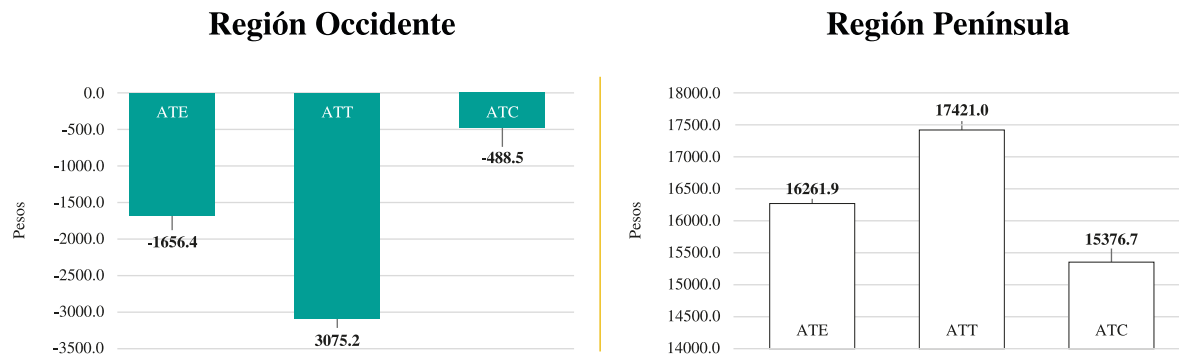 Región Occidente
Pesos
0.0
-500.0
-1000.0
-1500.0
-2000.0
-2500.0
-3000.0
-3500.0
ATE
ATT
ATC
-1656.4
3075.2
-488.5
Región Península
Pesos
18000.0
17500.0
17000.0
16500.0
16000.0
15500.0
15000.0
14500.0
14000.0
16261.9
17421.0
15376.7
ATE
ATT
ATC